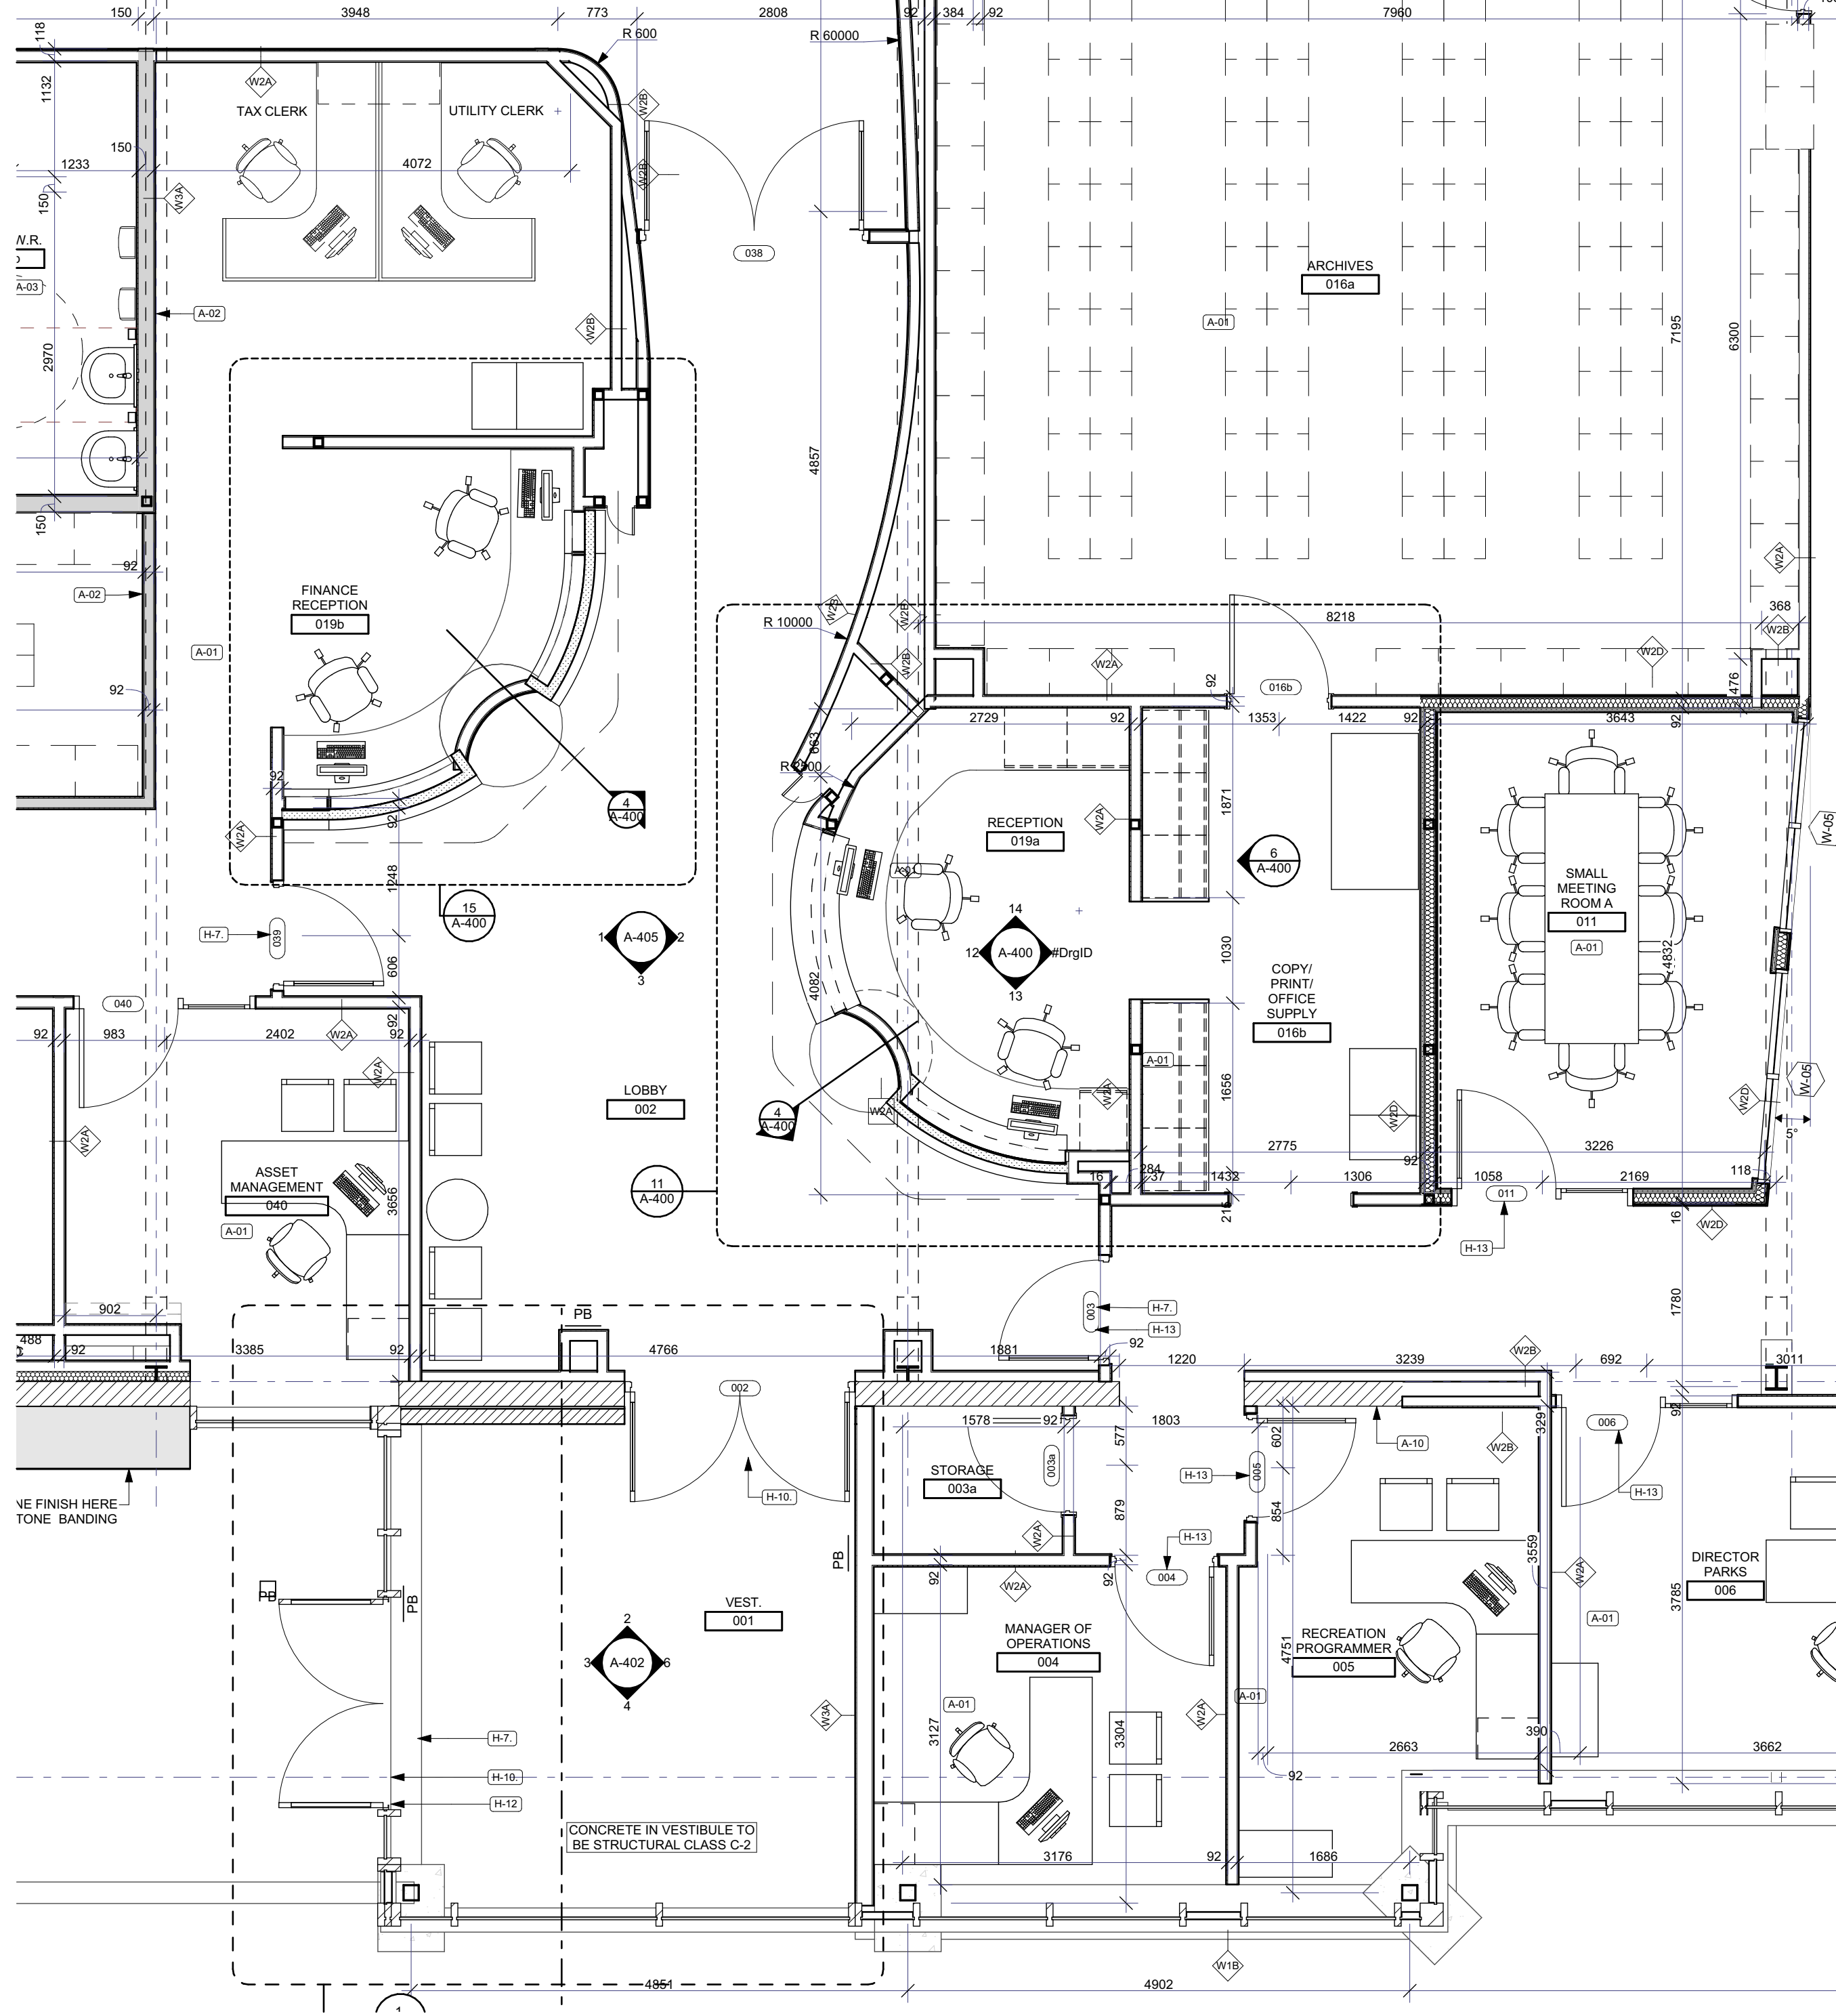 150
3948
773
2808
92
384
92
7960
118
R 600
R 60000
W2A
1132
TAX CLERK
UTILITY CLERK
W2B
150
1233
4072
W2B
150
W3A
W.R.
A-03
038
ARCHIVES
016a
A-02
A-01
W2B
7195
6300
2970
4857
150
92
W2A
A-02
FINANCE
RECEPTION
019b
R 10000
W2B
W2B
368
8218
W2B
A-01
W2B
W2A
W2D
92
92
016b
476
2729
92
1353
1422
92
3643
92
663
R 2500
92
4
A-400
92
W2A
1871
W2A
RECEPTION
019a
6
A-400
W-05
A-01
SMALL
MEETING
ROOM A
011
A-01
4832
1248
15
A-400
H-7.
039
1
A-405
2
3
14
12
A-400
#DrgID
13
1030
606
4082
COPY/
PRINT/
OFFICE
SUPPLY
016b
040
92
92
983
2402
92
W2A
W2A
A-01
LOBBY
002
W2A
W2A
1656
W2D
W2D
W-05
4
A-400
5°
W2A
2775
92
3226
ASSET
MANAGEMENT
040
3656
11
A-400
16
284
37
1432
1306
1058
2169
118
011
A-01
W2D
16
H-13
902
PB
003
H-7.
H-13
1780
488
92
3385
92
4766
1881
92
1220
3239
W2B
692
3011
002
1578
92
1803
577
602
A-10
W2B
329
006
92
STORAGE
003a
003a
H-13
005
H-13
H-10.
NE FINISH HERE
TONE BANDING
879
854
W2A
H-13
PB
004
92
W2A
92
3559
W2A
DIRECTOR
PARKS
006
PB
PB
VEST.
001
3785
A-01
2
3
A-402
6
4
MANAGER OF
OPERATIONS
004
RECREATION
PROGRAMMER
005
4751
A-01
A-01
W3A
W2A
H-7.
3127
3304
390
2663
3662
H-10.
92
H-12
CONCRETE IN VESTIBULE TO
BE STRUCTURAL CLASS C-2
3176
92
1686
W1B
4851
4902
1